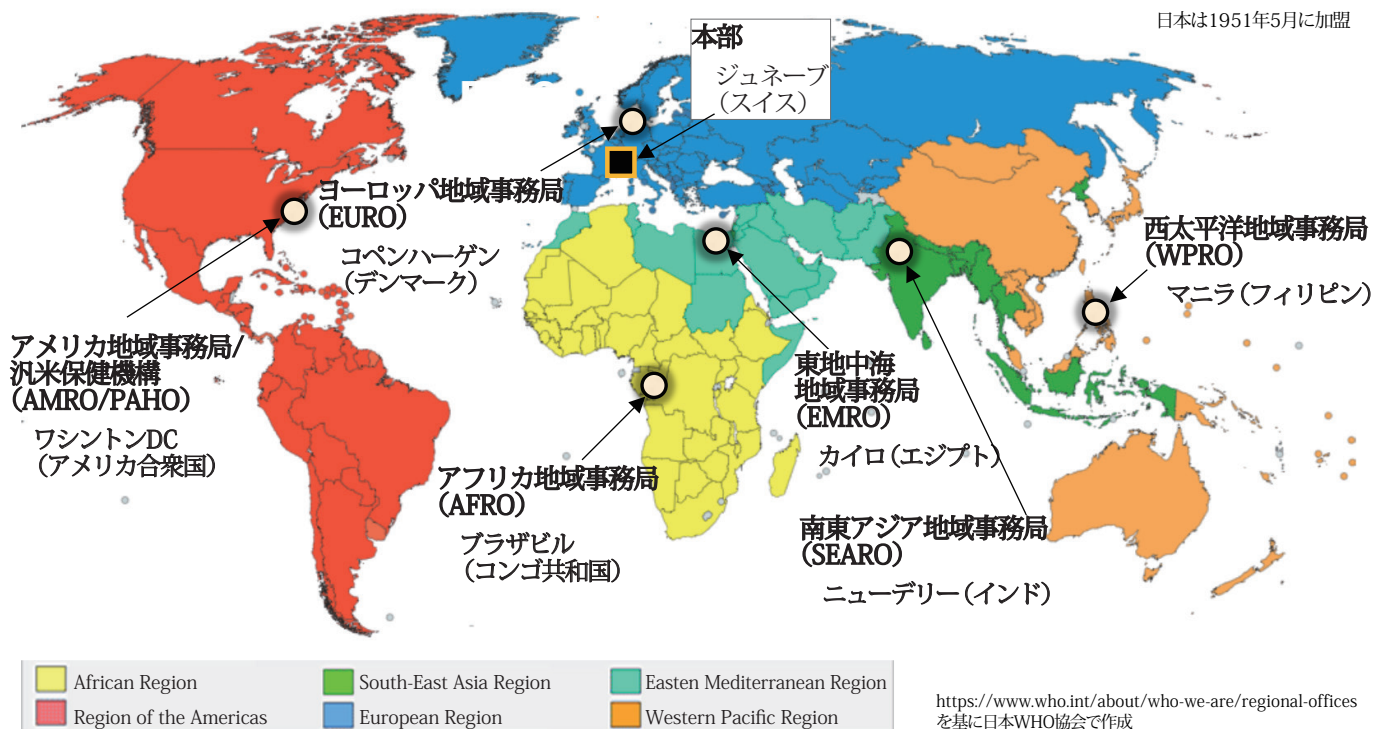 日本は1951年5月に加盟
本部
ジュネーブ
（スイス）
ヨーロッパ地域事務局
(EURO)
コペンハーゲン
（デンマーク）
西太平洋地域事務局
(WPRO)
マニラ（フィリピン）
アメリカ地域事務局/
汎米保健機構
(AMRO/PAHO)
ワシントンDC
（アメリカ合衆国）
東地中海
地域事務局
(EMRO)
カイロ（エジプト）
アフリカ地域事務局
(AFRO)
ブラザビル
（コンゴ共和国）
南東アジア地域事務局
(SEARO)
ニューデリー（インド）
African Region
South-East Asia Region
Easten Mediterranean Region
Region of the Americas
European Region
Western Pacific Region
https://www.who.int/about/who-we-are/regional-offices
を基に日本WHO協会で作成